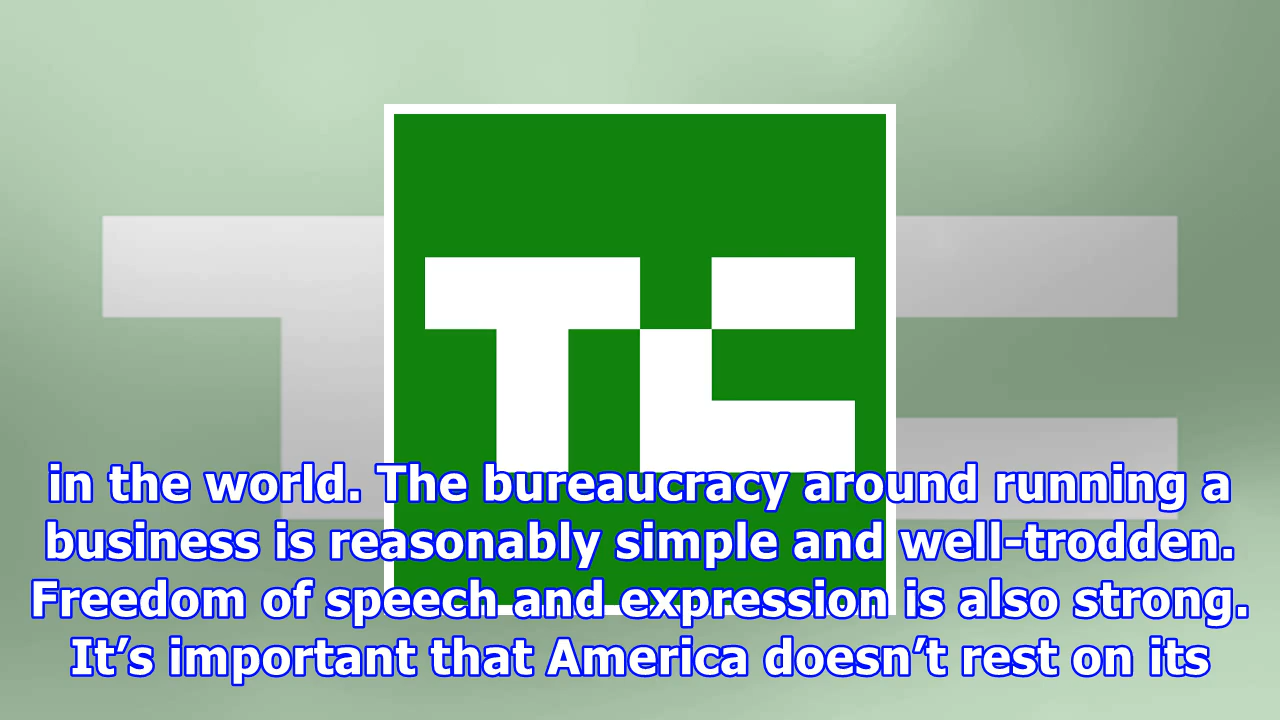 TC
in the world. The bureaucracy around running a
business is reasonably simple and well-trodden.
Freedom of speech and expression is also strong.
It’s important that America doesn’t rest on its